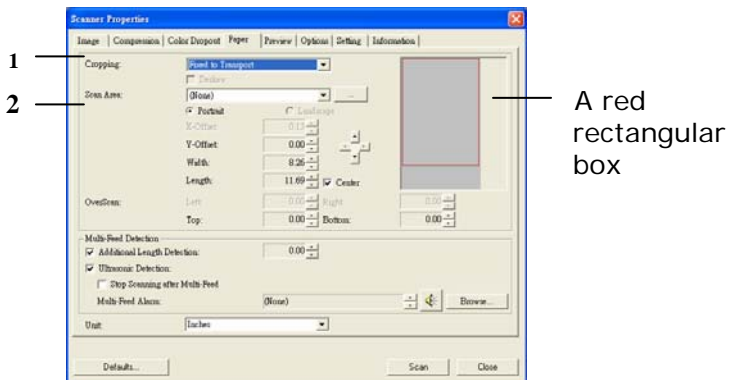 Scanner Properties
Image Compression Color Dropout Paper Preview Options Setting Information
1
Cropping: Fixed to Transport
Deskew
2
Scan Area: (None) ...
Portrait Landscape
X-Offset: 0.13
Y-Offset: 0.00
Width: 8.26
Length: 11.69 Center
OverScan: Left: 0.00 Right: 0.00
Top: 0.00 Bottom: 0.00
A red
rectangular
box
Multi-Feed Detection
Additional Length Detection: 0.00
Ultrasonic Detection:
Stop Scanning after Multi-Feed
Multi-Feed Alarm: (None) Browse...
Unit: Inches
Defaults... Scan Close